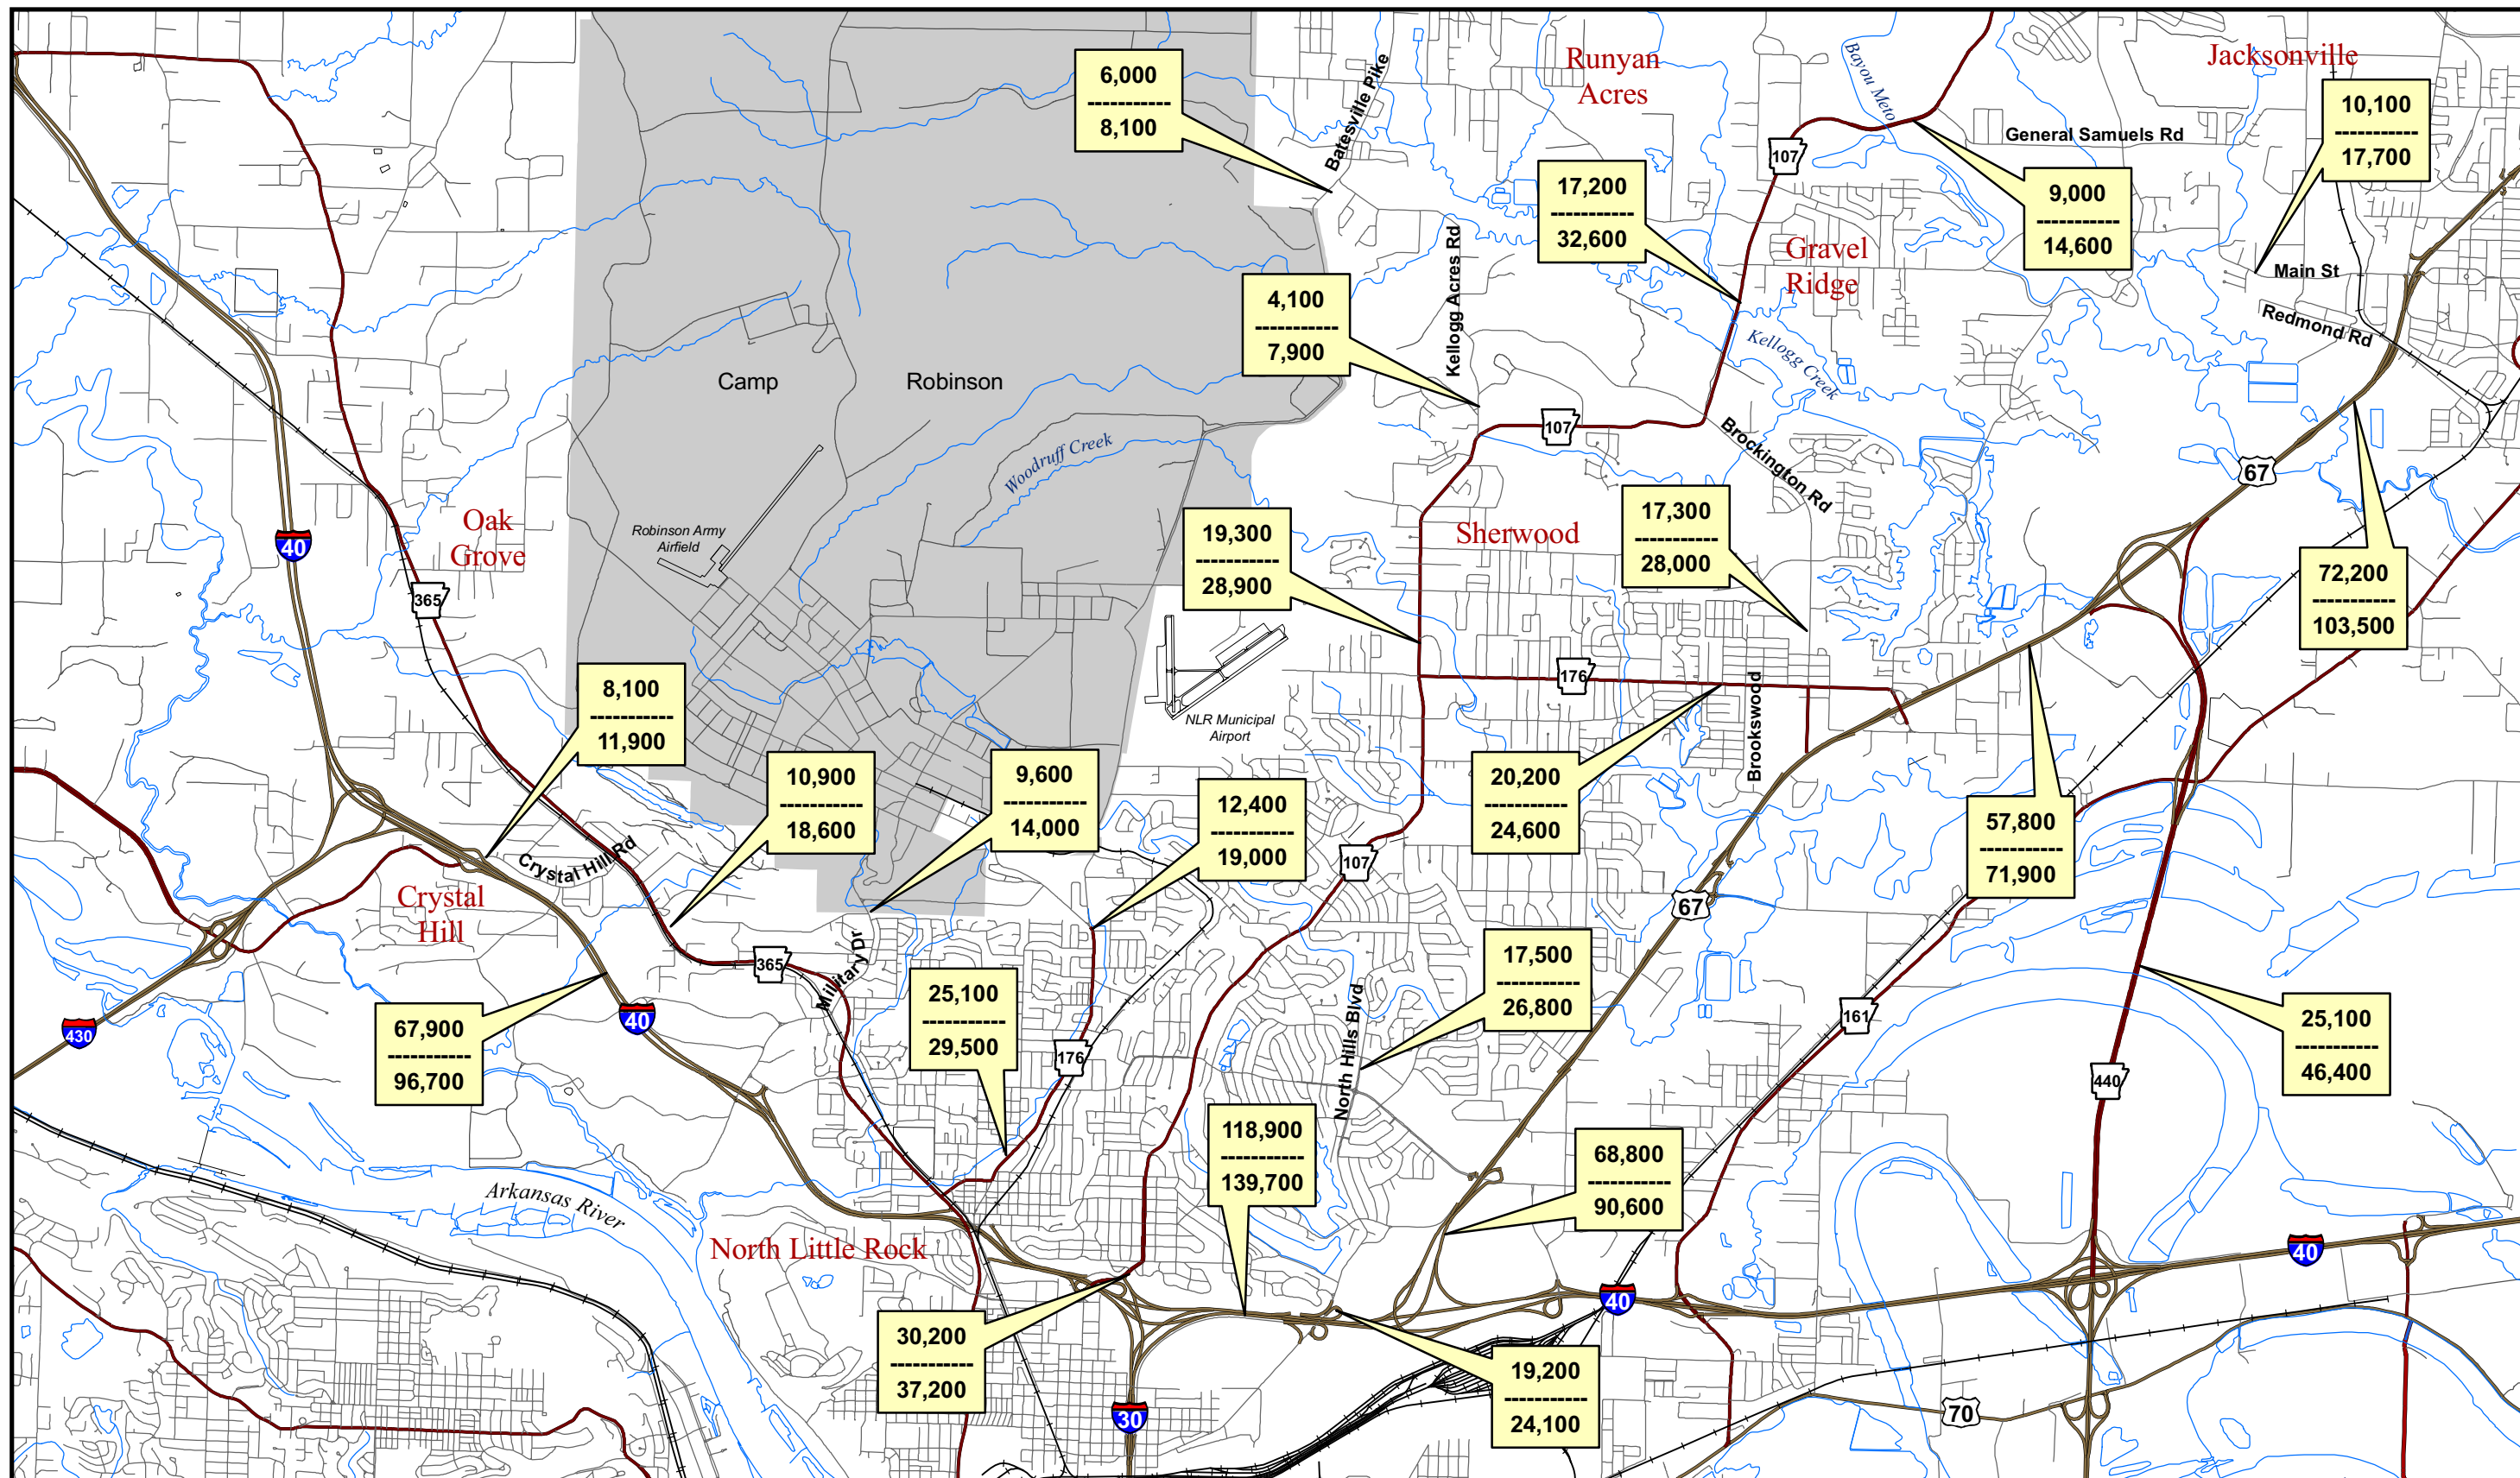 Runyan
Acres
Jacksonville
Bayou Meto
Batesville Pike
6,000
-----------
8,100
10,100
-----------
17,700
General Samuels Rd
107
17,200
-----------
32,600
9,000
-----------
14,600
Gravel
Ridge
Main St
Redmond Rd
Kellogg Acres Rd
4,100
-----------
7,900
Kellogg Creek
Camp
Robinson
107
Brockington Rd
Woodruff Creek
67
Oak
Grove
40
Robinson Army
Airfield
19,300
-----------
28,900
Sherwood
17,300
-----------
28,000
72,200
-----------
103,500
365
176
8,100
-----------
11,900
NLR Municipal
Airport
Brookswood
10,900
-----------
18,600
9,600
-----------
14,000
12,400
-----------
19,000
20,200
-----------
24,600
57,800
-----------
71,900
Crystal Hill Rd
107
Crystal
Hill
67
365
Military Dr
17,500
-----------
26,800
25,100
-----------
29,500
67,900
-----------
96,700
430
40
176
North Hills Blvd
161
25,100
-----------
46,400
440
118,900
-----------
139,700
68,800
-----------
90,600
Arkansas River
North Little Rock
40
40
30,200
-----------
37,200
19,200
-----------
24,100
30
70